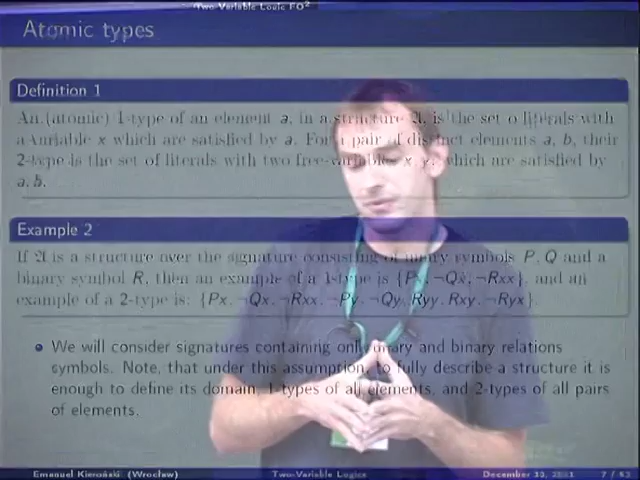 Two-Variable Logic FO²
Atomic types
Definition 1
An (atomic) 1-type of an element a, in a structure 𝔄, is the set o literals with
a variable x which are satisfied by a. For a pair of distinct elements a, b, their
2-type is the set of literals with two free-variables x y, which are satisfied by
a, b.
Example 2
If 𝔄 is a structure over the signature consisting of unary symbols P, Q and a
binary symbol R, then an example of a 1-type is {Px, ¬Qx, ¬Rxx}, and an
example of a 2-type is: {Px, ¬Qx, ¬Rxx, ¬Py, ¬Qy, Ryy, Rxy, ¬Ryx}.
We will consider signatures containing only unary and binary relations
symbols. Note, that under this assumption, to fully describe a structure it is
enough to define its domain, 1-types of all elements, and 2-types of all pairs
of elements.
Emanuel Kieroński (Wrocław) Two-Variable Logics December 13, 7 / 53